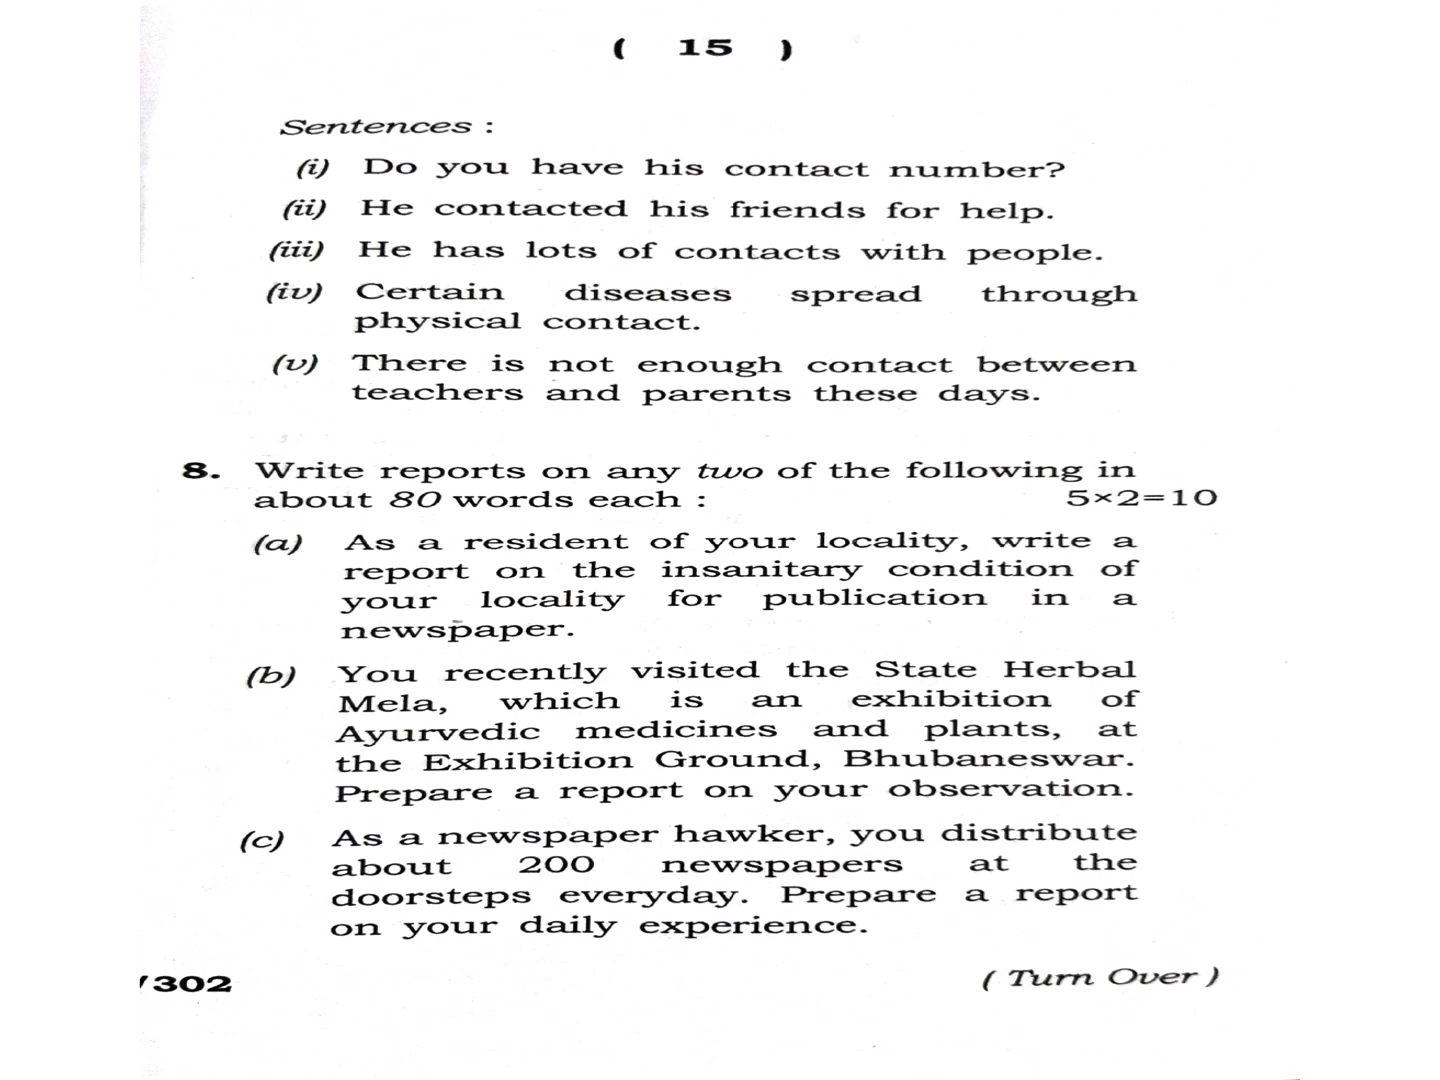 ( 15 )
Sentences :
(i) Do you have his contact number?
(ii) He contacted his friends for help.
(iii) He has lots of contacts with people.
(iv) Certain diseases spread through
physical contact.
(v) There is not enough contact between
teachers and parents these days.
8. Write reports on any two of the following in
about 80 words each : 5×2=10
(a) As a resident of your locality, write a
report on the insanitary condition of
your locality for publication in a
newspaper.
(b) You recently visited the State Herbal
Mela, which is an exhibition of
Ayurvedic medicines and plants, at
the Exhibition Ground, Bhubaneswar.
Prepare a report on your observation.
(c) As a newspaper hawker, you distribute
about 200 newspapers at the
doorsteps everyday. Prepare a report
on your daily experience.
/302 ( Turn Over )